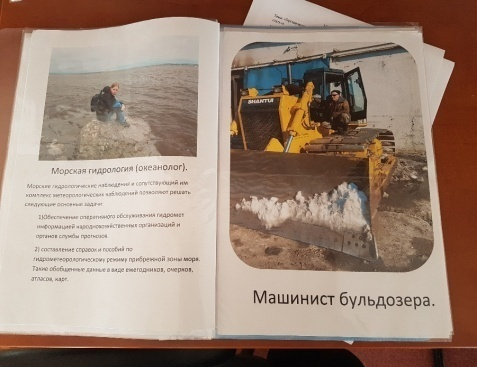 Морская гидрология (океанолог).
Морские гидрологические наблюдения и сопутствующий им
комплекс метеорологических наблюдений позволяют решать
следующие основные задачи:
1)Обеспечение оперативного обслуживания гидромет
информацией народнохозяйственных организаций и
органов службы прогнозов.
2) составление справок и пособий по
гидрометеорологическому режиму прибрежной зоны моря.
Такие обобщенные данные в виде ежегодников, очерков,
отласов, карт.
SHANTUI
Машинист бульдозера.